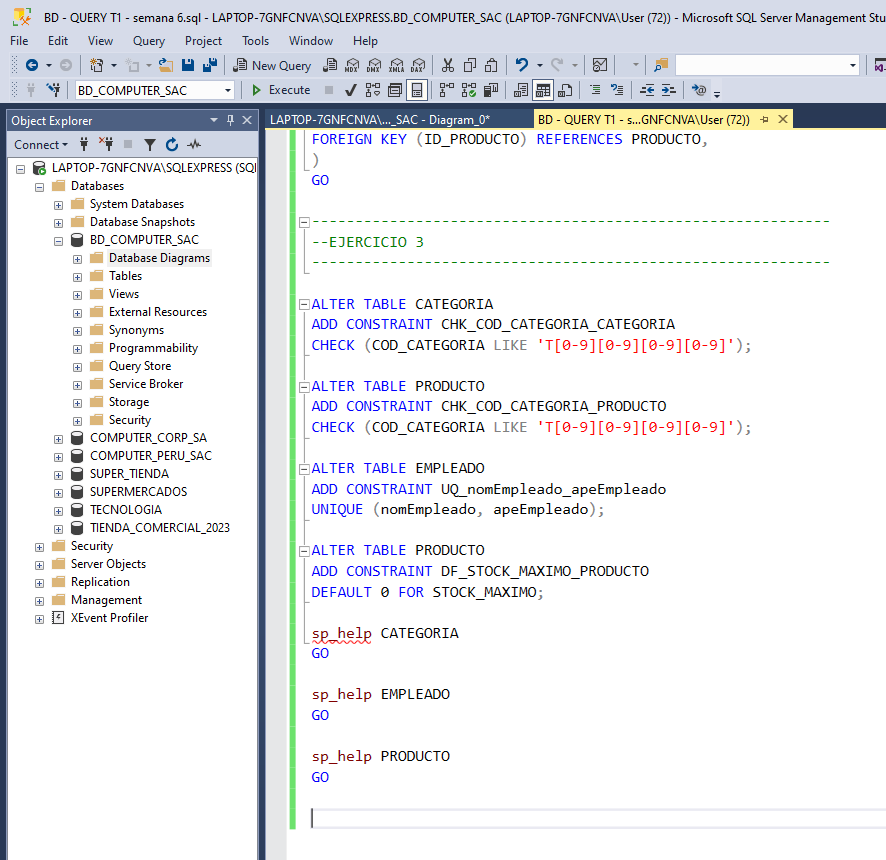 BD - QUERY T1 - semana 6.sql - LAPTOP-7GNFCNVA\SQLEXPRESS.BD_COMPUTER_SAC (LAPTOP-7GNFCNVA\User (72)) - Microsoft SQL Server Management Stu
File Edit View Query Project Tools Window Help
New Query MDX DMX XMLA DAX
BD_COMPUTER_SAC Execute
Object Explorer
Connect
LAPTOP-7GNFCNVA\SQLEXPRESS (SQl
Databases
System Databases
Database Snapshots
BD_COMPUTER_SAC
Database Diagrams
Tables
Views
External Resources
Synonyms
Programmability
Query Store
Service Broker
Storage
Security
COMPUTER_CORP_SA
COMPUTER_PERU_SAC
SUPER_TIENDA
SUPERMERCADOS
TECNOLOGIA
TIENDA_COMERCIAL_2023
Security
Server Objects
Replication
Management
XEvent Profiler
LAPTOP-7GNFCNVA\..._SAC - Diagram_0* BD - QUERY T1 - s...GNFCNVA\User (72))
FOREIGN KEY (ID_PRODUCTO) REFERENCES PRODUCTO,
)
GO
------------------------------------------------------------
--EJERCICIO 3
------------------------------------------------------------
ALTER TABLE CATEGORIA
ADD CONSTRAINT CHK_COD_CATEGORIA_CATEGORIA
CHECK (COD_CATEGORIA LIKE 'T[0-9][0-9][0-9][0-9]');
ALTER TABLE PRODUCTO
ADD CONSTRAINT CHK_COD_CATEGORIA_PRODUCTO
CHECK (COD_CATEGORIA LIKE 'T[0-9][0-9][0-9][0-9]');
ALTER TABLE EMPLEADO
ADD CONSTRAINT UQ_nomEmpleado_apeEmpleado
UNIQUE (nomEmpleado, apeEmpleado);
ALTER TABLE PRODUCTO
ADD CONSTRAINT DF_STOCK_MAXIMO_PRODUCTO
DEFAULT 0 FOR STOCK_MAXIMO;
sp_help CATEGORIA
GO
sp_help EMPLEADO
GO
sp_help PRODUCTO
GO